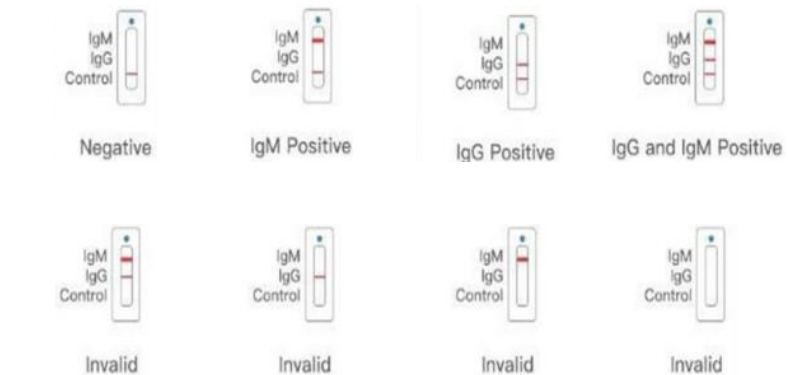 IgM
IgG
Control
Negative
IgM
IgG
Control
IgM Positive
IgM
IgG
Control
IgG Positive
IgM
IgG
Control
IgG and IgM Positive
IgM
IgG
Control
Invalid
IgM
IgG
Control
Invalid
IgM
IgG
Control
Invalid
IgM
IgG
Control
Invalid